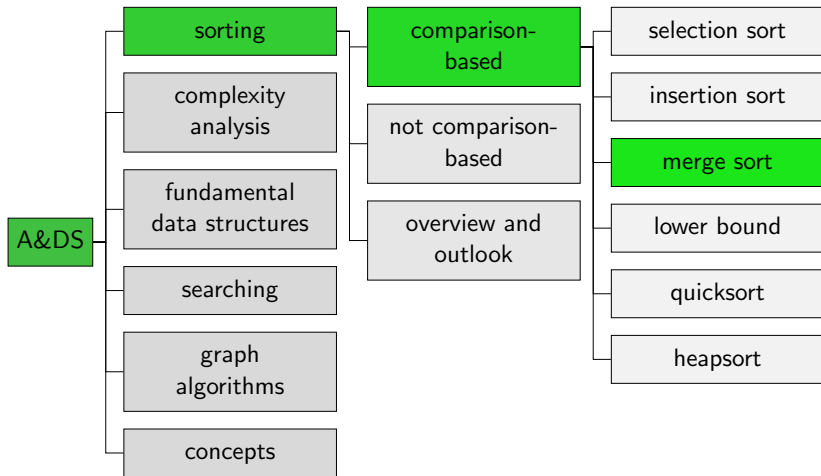 A&DS
sorting
complexity
analysis
fundamental
data structures
searching
graph
algorithms
concepts
comparison-
based
not comparison-
based
overview and
outlook
selection sort
insertion sort
merge sort
lower bound
quicksort
heapsort